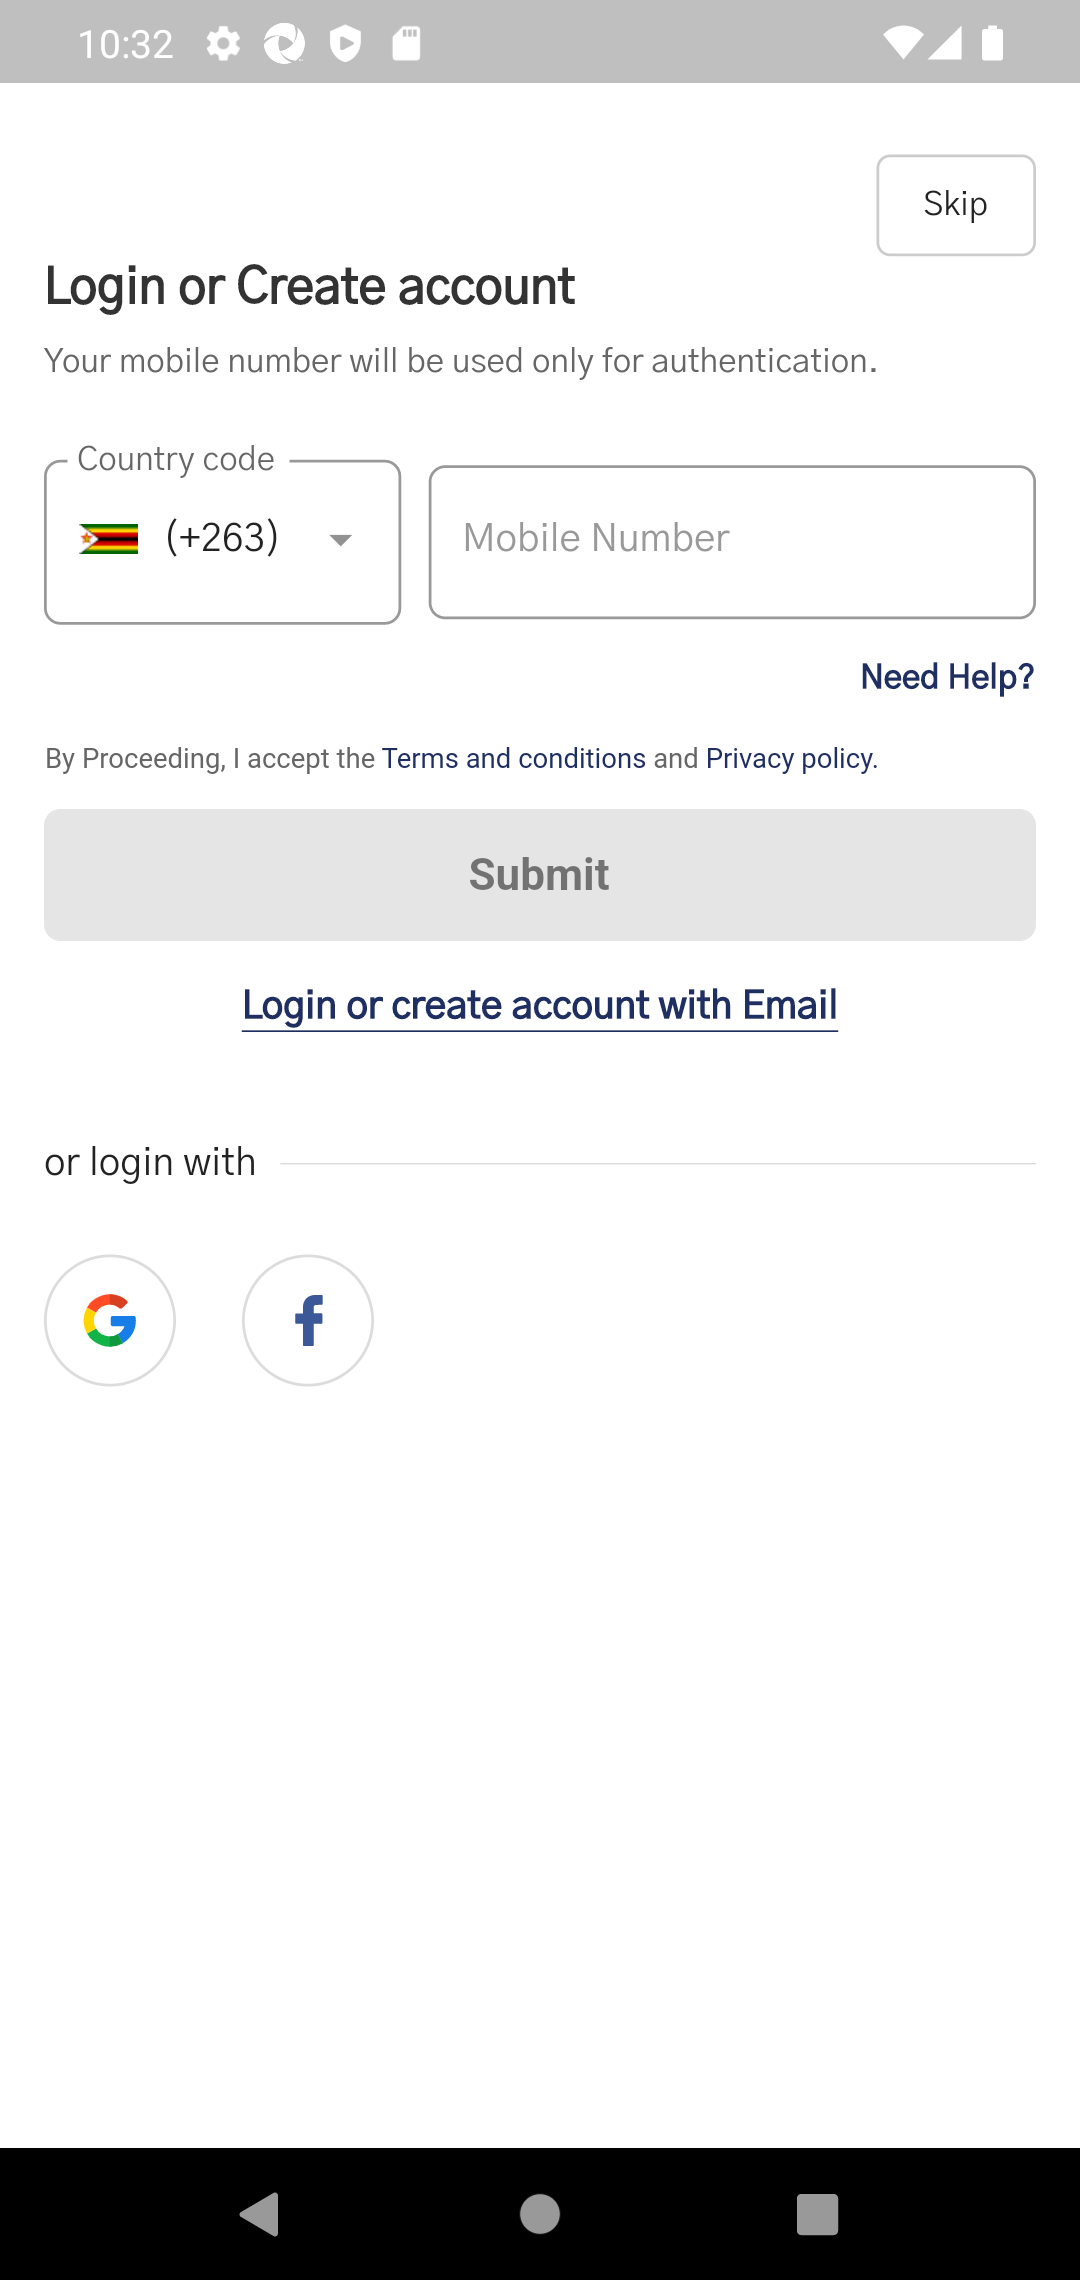 10:32
Skip
Login or Create account
Your mobile number will be used only for authentication.
Country code
(+263)
Mobile Number
Need Help?
By Proceeding, I accept the Terms and conditions and Privacy policy.
Submit
Login or create account with Email
or login with